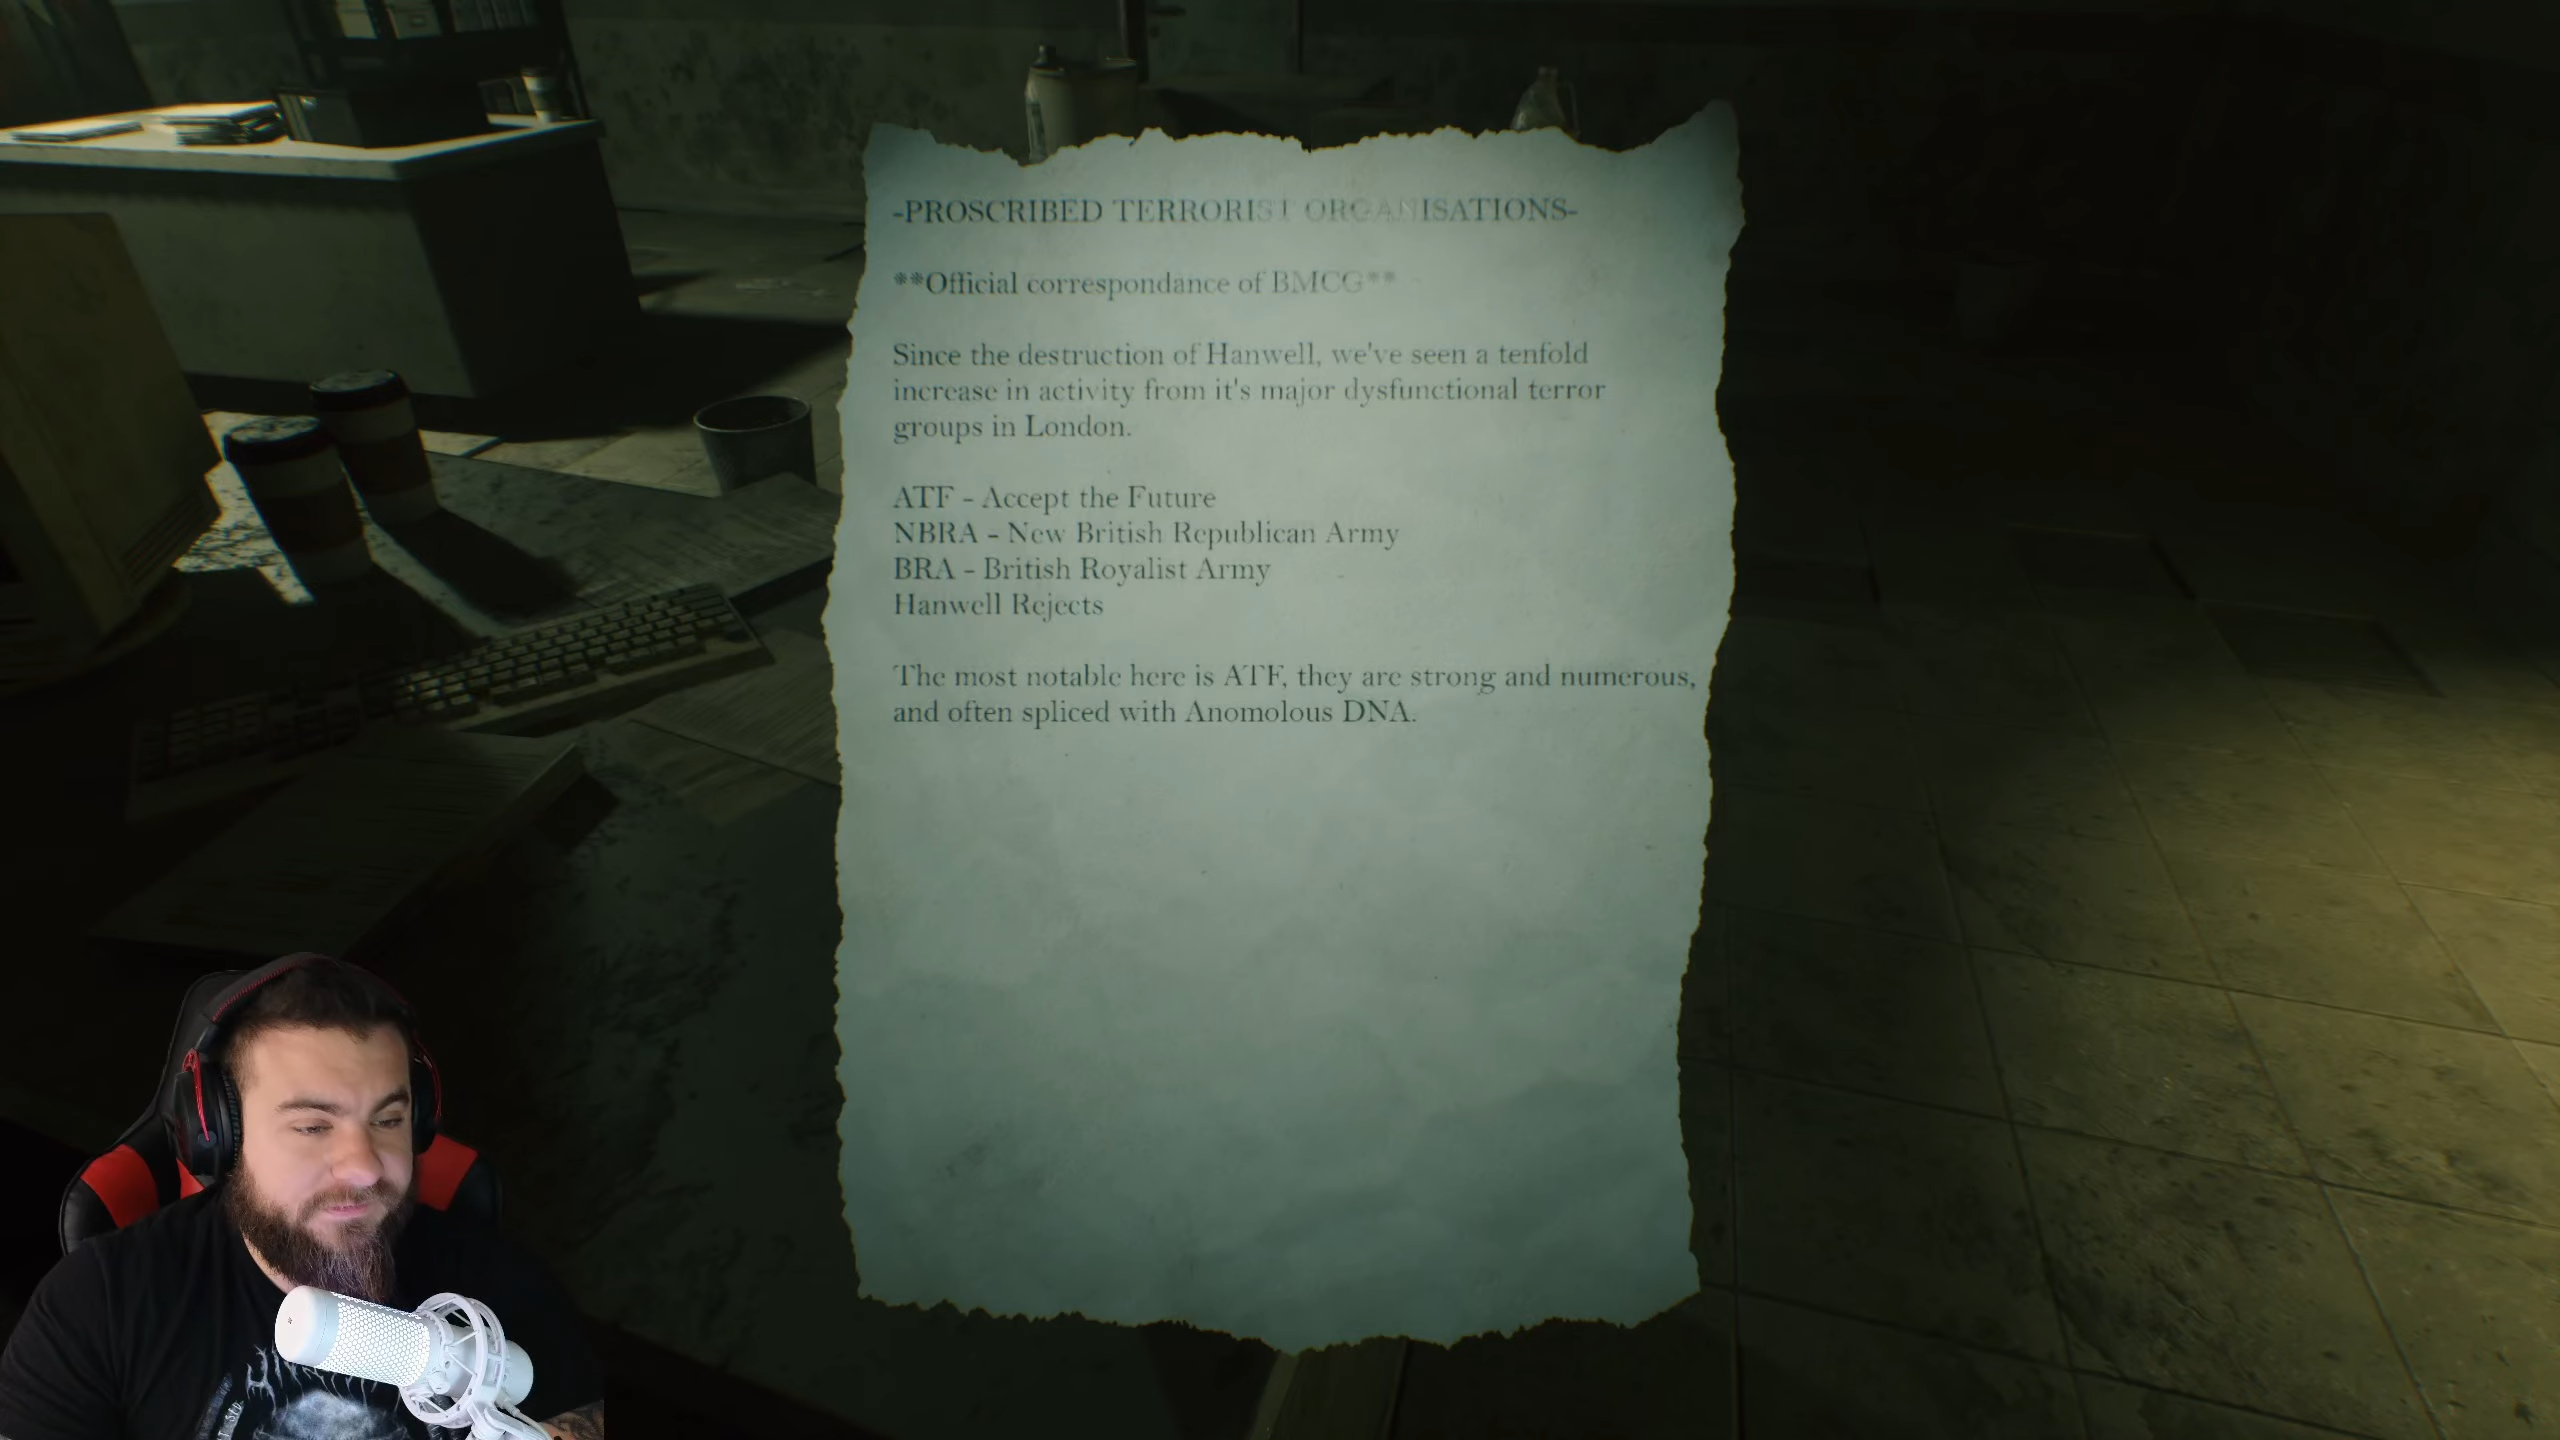 -PROSCRIBED TERRORIST ORGANISATIONS-
**Official correspondance of BMCG**
Since the destruction of Hanwell, we've seen a tenfold
increase in activity from it's major dysfunctional terror
groups in London.
ATF - Accept the Future
NBRA - New British Republican Army
BRA - British Royalist Army
Hanwell Rejects
The most notable here is ATF, they are strong and numerous,
and often spliced with Anomolous DNA.